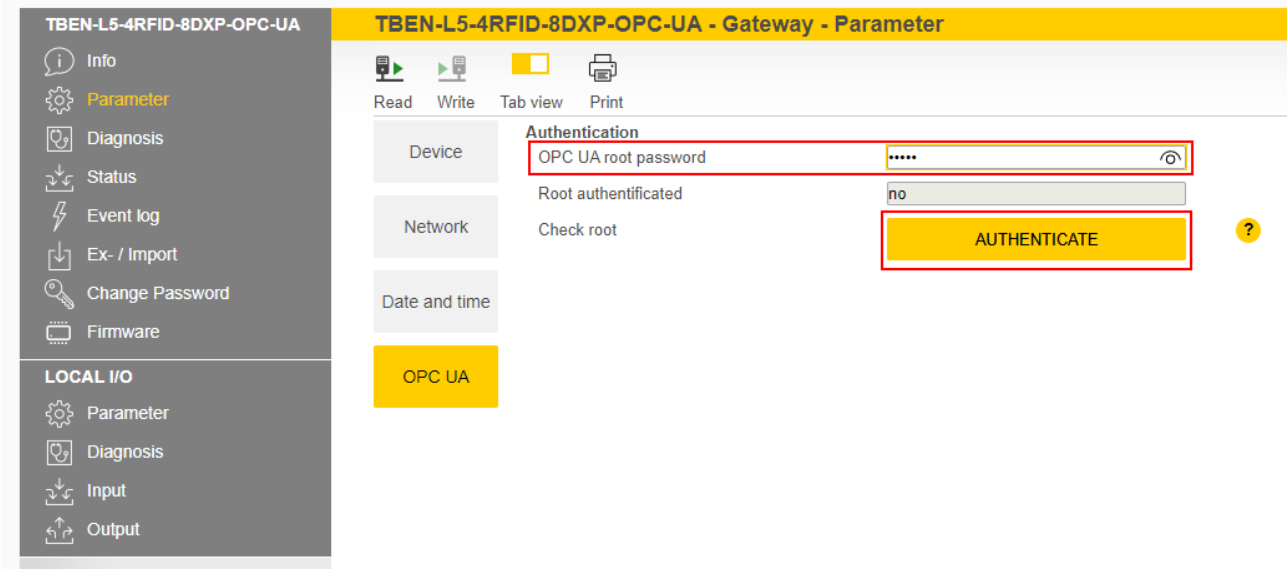 TBEN-L5-4RFID-8DXP-OPC-UA
Info
Parameter
Diagnosis
Status
Event log
Ex- / Import
Change Password
Firmware
LOCAL I/O
Parameter
Diagnosis
Input
Output
TBEN-L5-4RFID-8DXP-OPC-UA - Gateway - Parameter
Read Write Tab view Print
Device
Network
Date and time
OPC UA
Authentication
OPC UA root password •••••
Root authentificated no
Check root AUTHENTICATE ?